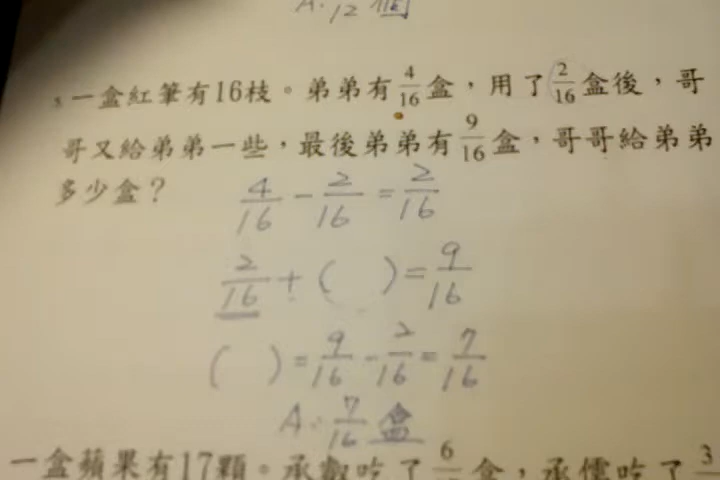 A. 12 個
一盒紅筆有16枝。弟弟有4/16盒，用了2/16盒後，哥
哥又給弟弟一些，最後弟弟有9/16盒，哥哥給弟弟
多少盒？
4/16 - 2/16 = 2/16
2/16 + ( ) = 9/16
( ) = 9/16 - 2/16 = 7/16
A. 7/16 盒
一盒蘋果有17顆。承叡吃了6 盒，承儒吃了3